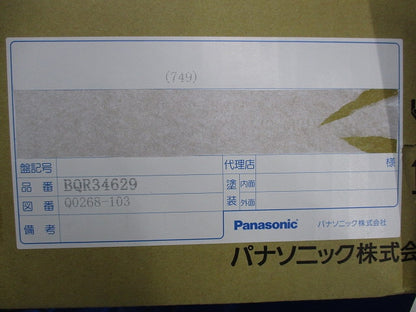 (749)
盤記号 代理店 様
品番 BQR34629 塗装 内面
図番 Q0268-103 外面
備考 Panasonic パナソニック株式会社
パナソニック株式会